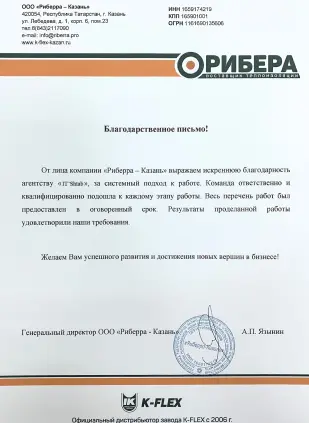 ООО «Риберра – Казань»
420054, Республика Татарстан, г. Казань
ул. Лебедева, д. 1, корп. 6, пом.23
тел.8(843)2117090
e-mail: info@riberra.pro
www.k-flex-kazan.ru
ИНН 1659174219
КПП 165901001
ОГРН 1161690135606
РИБЕРА
ПОСТАВЩИК ТЕПЛОИЗОЛЯЦИИ
Благодарственное письмо!
От лица компании «Риберра – Казань» выражаем искреннюю благодарность
агентству «IT Shuh», за системный подход к работе. Команда ответственно и
квалифицированно подошла к каждому этапу работы. Весь перечень работ был
предоставлен в оговоренный срок. Результаты проделанной работы
удовлетворили наши требования.
Желаем Вам успешного развития и достижения новых вершин в бизнесе!
Генеральный директор ООО «Риберра - Казань»
А.П. Язынин
K-FLEX
Официальный дистрибьютор завода K-FLEX с 2006 г.